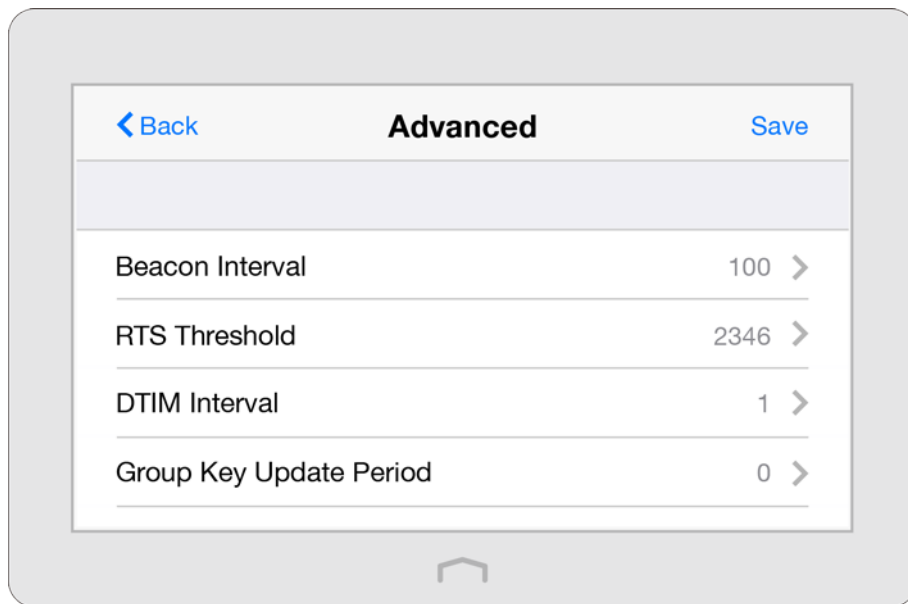 Back Advanced Save
Beacon Interval 100
RTS Threshold 2346
DTIM Interval 1
Group Key Update Period 0